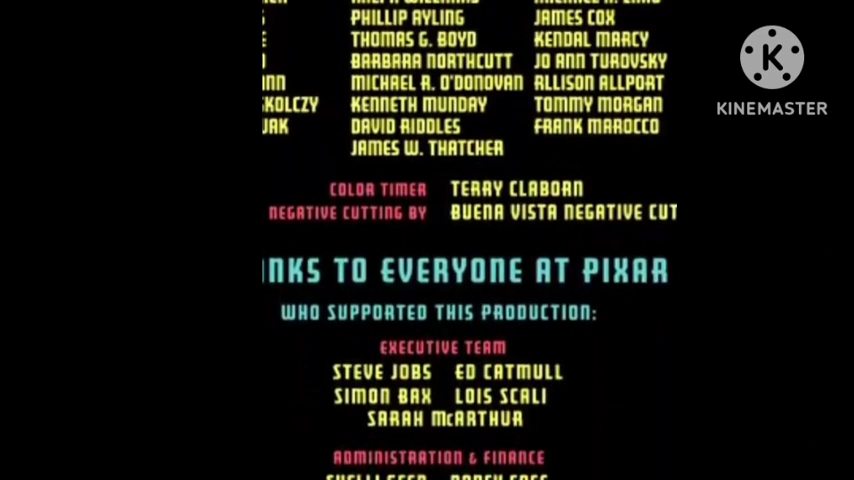 PHILLIP AYLING JAMES COX
THOMAS G. BOYD KENDAL MARCY
BARBARA NORTHCUTT JO ANN TUROVSKY
MICHAEL R. O'DONOVAN ALLISON ALLPORT
SKOLCZY KENNETH MUNDAY TOMMY MORGAN
DAVID RIDDLES FRANK MAROCCO
JAMES W. THATCHER
K
KINEMASTER
COLOR TIMER TERRY CLABORN
NEGATIVE CUTTING BY BUENA VISTA NEGATIVE CUT
NKS TO EVERYONE AT PIXAR
WHO SUPPORTED THIS PRODUCTION:
EXECUTIVE TEAM
STEVE JOBS ED CATMULL
SIMON BAX LOIS SCALI
SARAH McARTHUR
ADMINISTRATION & FINANCE